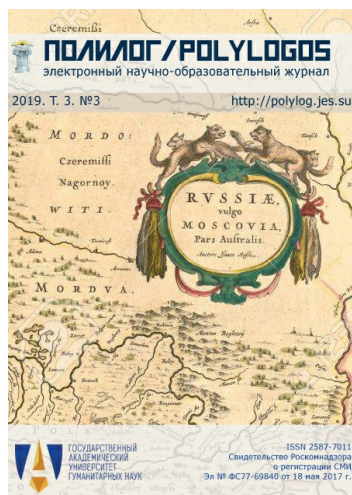 Czeremiſsi
ПОЛИЛОГ/POLYLOGOS
электронный научно-образовательный журнал
2019. Т. 3. №3
http://polylog.jes.su
MORDO:
Czeremiſsi
Nagornoy.
WITI.
RVSSIÆ,
vulgo
MOSCOVIA,
Pars Auſtralis.
MORDVA.
ГОСУДАРСТВЕННЫЙ
АКАДЕМИЧЕСКИЙ
УНИВЕРСИТЕТ
ГУМАНИТАРНЫХ НАУК
ISSN 2587-7011
Свидетельство Роскомнадзора
о регистрации СМИ
Эл № ФС77-69840 от 18 мая 2017 г.